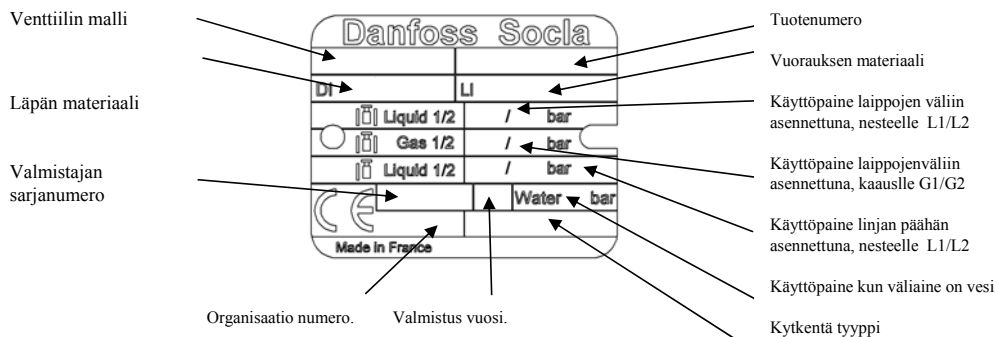 Venttiilin malli
Läpän materiaali
Valmistajan
sarjanumero
Danfoss Socla
DI LI
Liquid 1/2 / bar
Gas 1/2 / bar
Liquid 1/2 / bar
CE Water bar
Made in France
Organisaatio numero. Valmistus vuosi.
Tuotenumero
Vuorauksen materiaali
Käyttöpaine laippojen väliin
asennettuna, nesteelle L1/L2
Käyttöpaine laippojenväliin
asennettuna, kaauslle G1/G2
Käyttöpaine linjan päähän
asennettuna, nesteelle L1/L2
Käyttöpaine kun väliaine on vesi
Kytkentä tyyppi